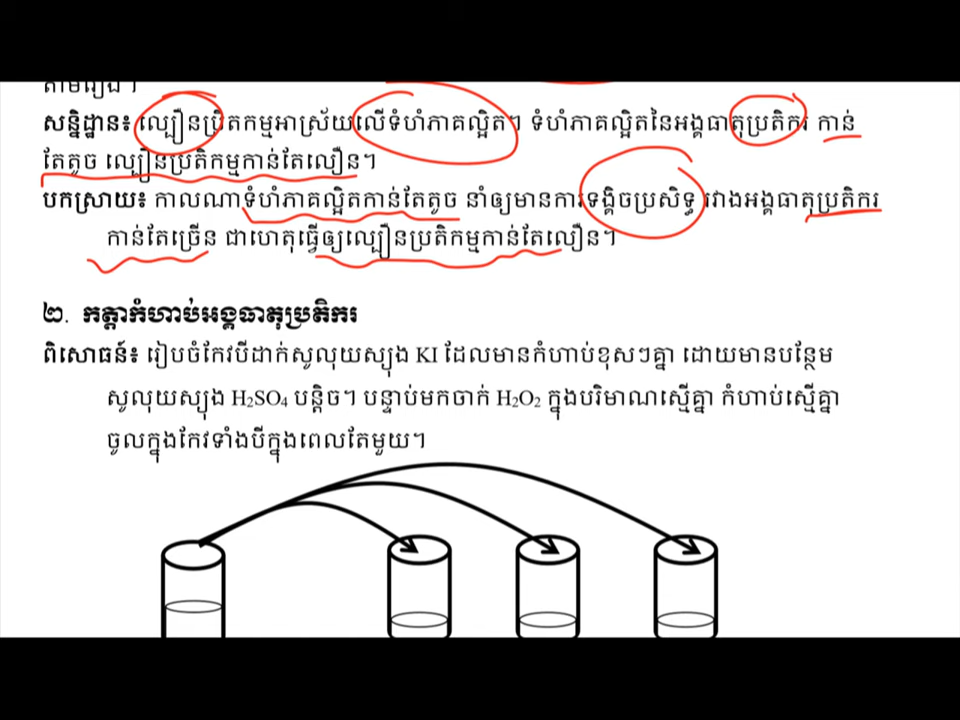 តាមរៀង។
សន្និដ្ឋាន៖ ល្បឿនប្រតិកម្មអាស្រ័យលើទំហំភាគល្អិត។ ទំហំភាគល្អិតនៃអង្គធាតុប្រតិករ កាន់
តែតូច ល្បឿនប្រតិកម្មកាន់តែលឿន។
បកស្រាយ៖ កាលណាទំហំភាគល្អិតកាន់តែតូច នាំឲ្យមានការទង្គិចប្រសិទ្ធ រវាងអង្គធាតុប្រតិករ
កាន់តែច្រើន ជាហេតុធ្វើឲ្យល្បឿនប្រតិកម្មកាន់តែលឿន។
២. កត្តាកំហាប់អង្គធាតុប្រតិករ
ពិសោធន៍៖ រៀបចំកែវបីដាក់សូលុយស្យុង KI ដែលមានកំហាប់ខុសៗគ្នា ដោយមានបន្ថែម
សូលុយស្យុង H₂SO₄ បន្តិច។ បន្ទាប់មកចាក់ H₂O₂ ក្នុងបរិមាណស្មើគ្នា កំហាប់ស្មើគ្នា
ចូលក្នុងកែវទាំងបីក្នុងពេលតែមួយ។